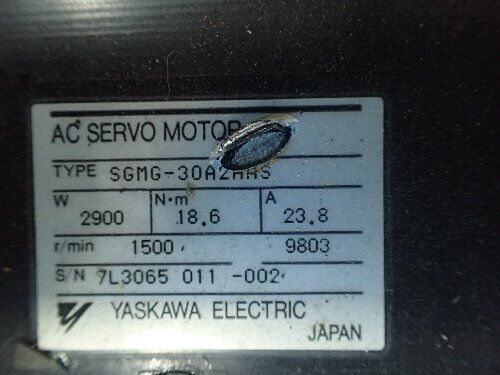 AC SERVO MOTOR
TYPE SGMG-30A2AAS
W 2900 N·m 18.6 A 23.8
r/min 1500 9803
S/N 7L3065 011 -002
YASKAWA ELECTRIC
JAPAN